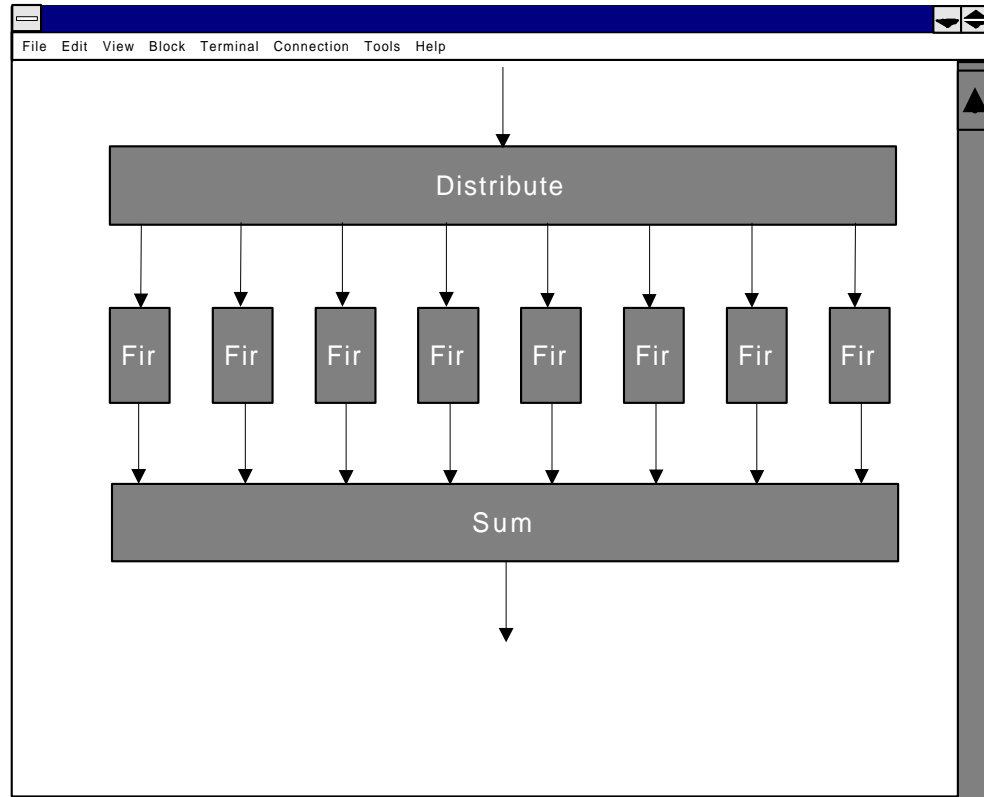 File Edit View Block Terminal Connection Tools Help
Distribute
Fir Fir Fir Fir Fir Fir Fir Fir
Sum